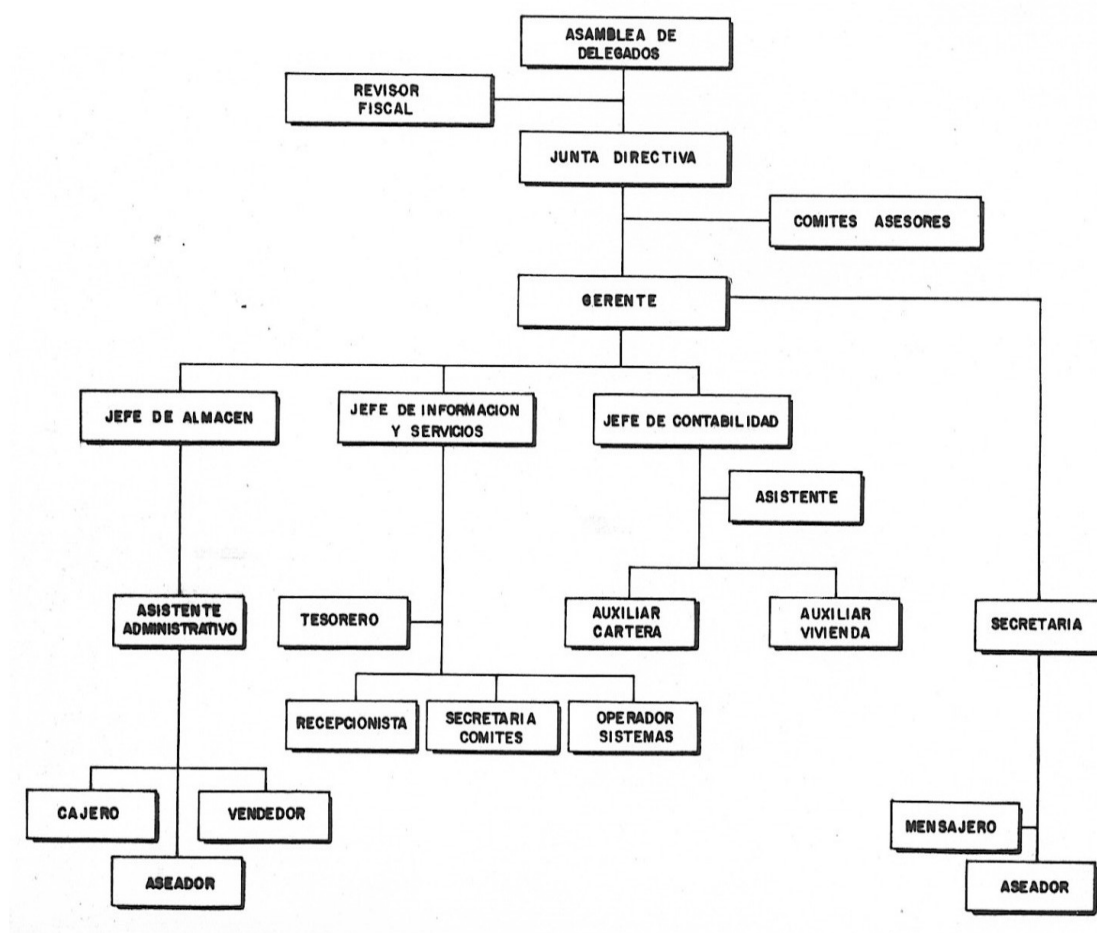 ASAMBLEA DE
DELEGADOS
REVISOR
FISCAL
JUNTA DIRECTIVA
COMITES ASESORES
GERENTE
JEFE DE ALMACEN
JEFE DE INFORMACION
Y SERVICIOS
JEFE DE CONTABILIDAD
ASISTENTE
ASISTENTE
ADMINISTRATIVO
TESORERO
AUXILIAR
CARTERA
AUXILIAR
VIVIENDA
SECRETARIA
RECEPCIONISTA
SECRETARIA
COMITES
OPERADOR
SISTEMAS
CAJERO
VENDEDOR
MENSAJERO
ASEADOR
ASEADOR